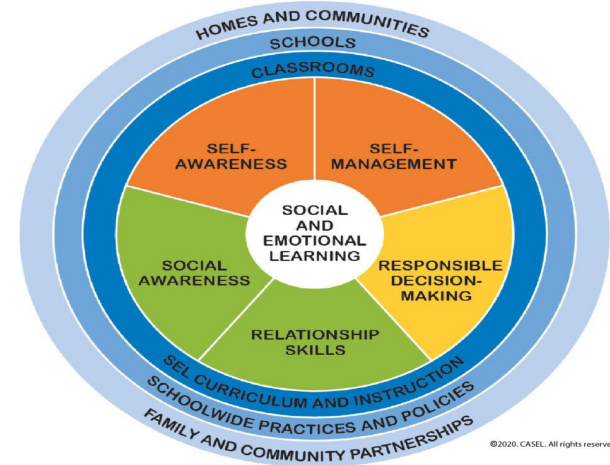 HOMES AND COMMUNITIES
SCHOOLS
CLASSROOMS
SELF-
AWARENESS
SELF-
MANAGEMENT
SOCIAL
AND
EMOTIONAL
LEARNING
SOCIAL
AWARENESS
RESPONSIBLE
DECISION-
MAKING
RELATIONSHIP
SKILLS
SEL CURRICULUM AND INSTRUCTION
SCHOOLWIDE PRACTICES AND POLICIES
FAMILY AND COMMUNITY PARTNERSHIPS
©2020. CASEL. All rights reserve